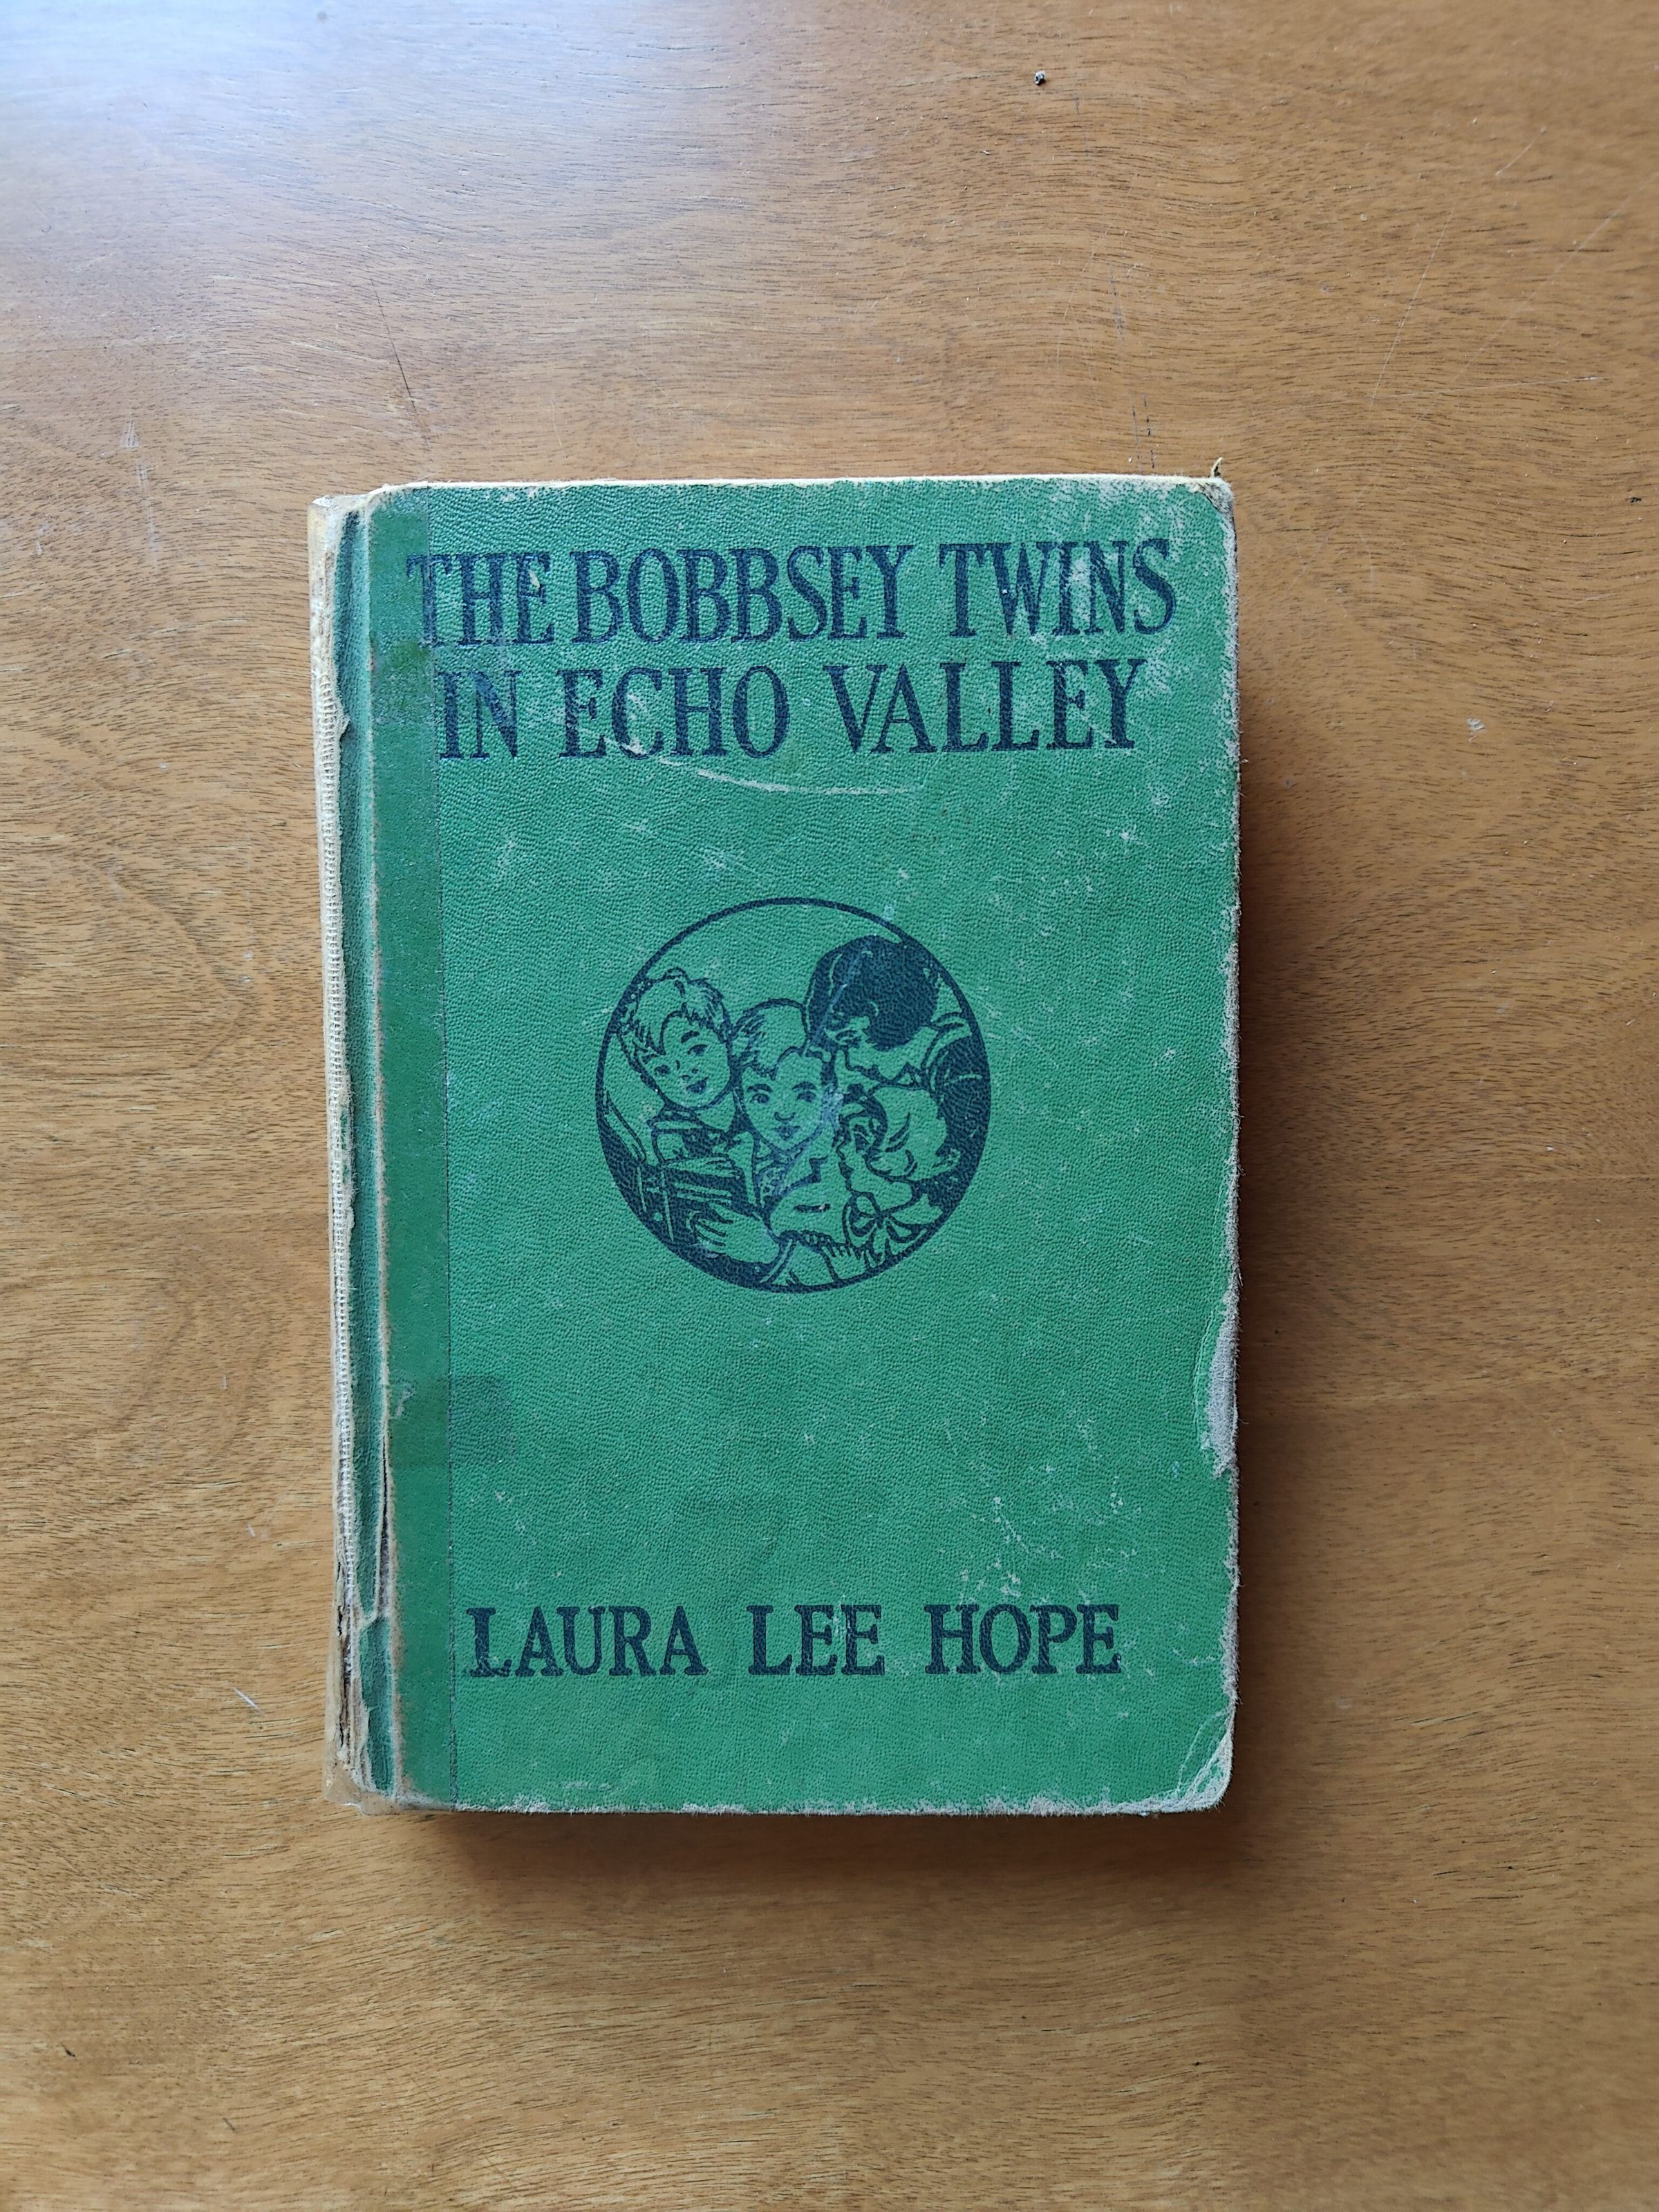 THE BOBBSEY TWINS
IN ECHO VALLEY
LAURA LEE HOPE